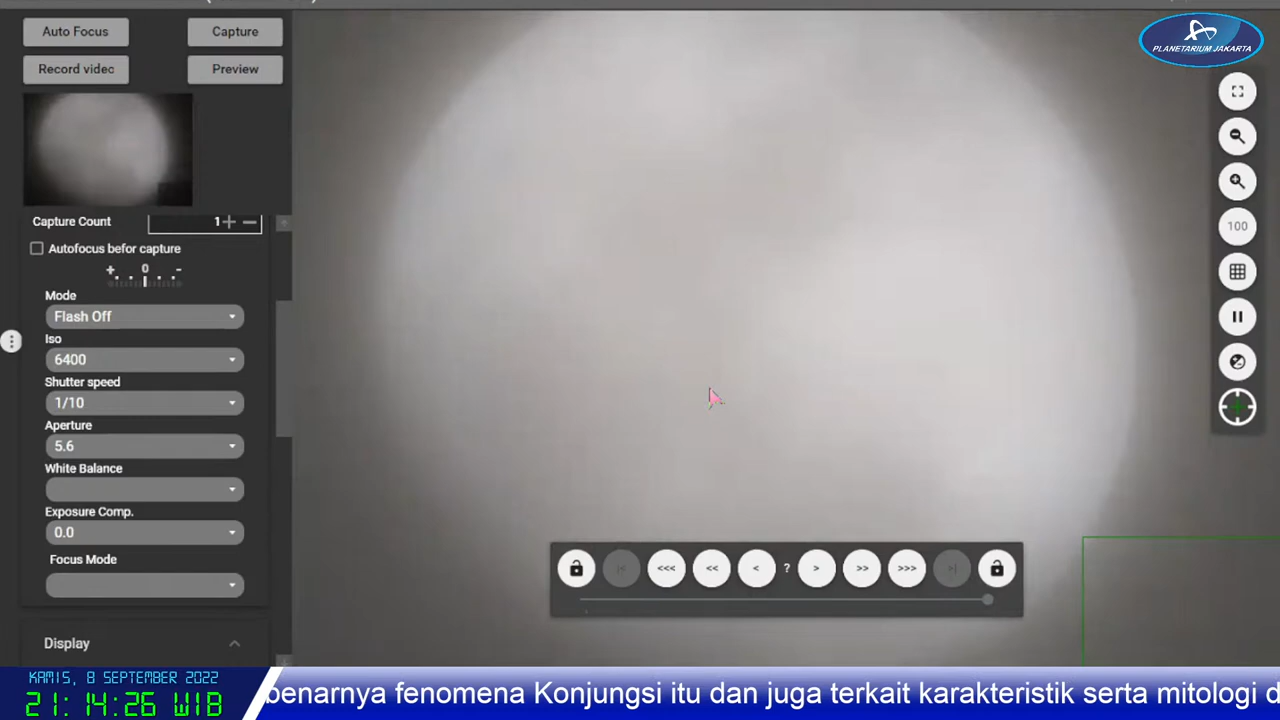 Auto Focus
Capture
Record video
Preview
Capture Count
1
Autofocus befor capture
+ 0 -
Mode
Flash Off
Iso
6400
Shutter speed
1/10
Aperture
5.6
White Balance
Exposure Comp.
0.0
Focus Mode
Display
PLANETARIUM JAKARTA
100
<<< << < ? > >> >>>
KAMIS, 8 SEPTEMBER 2022
21:14:26 WIB
benarnya fenomena Konjungsi itu dan juga terkait karakteristik serta mitologi d